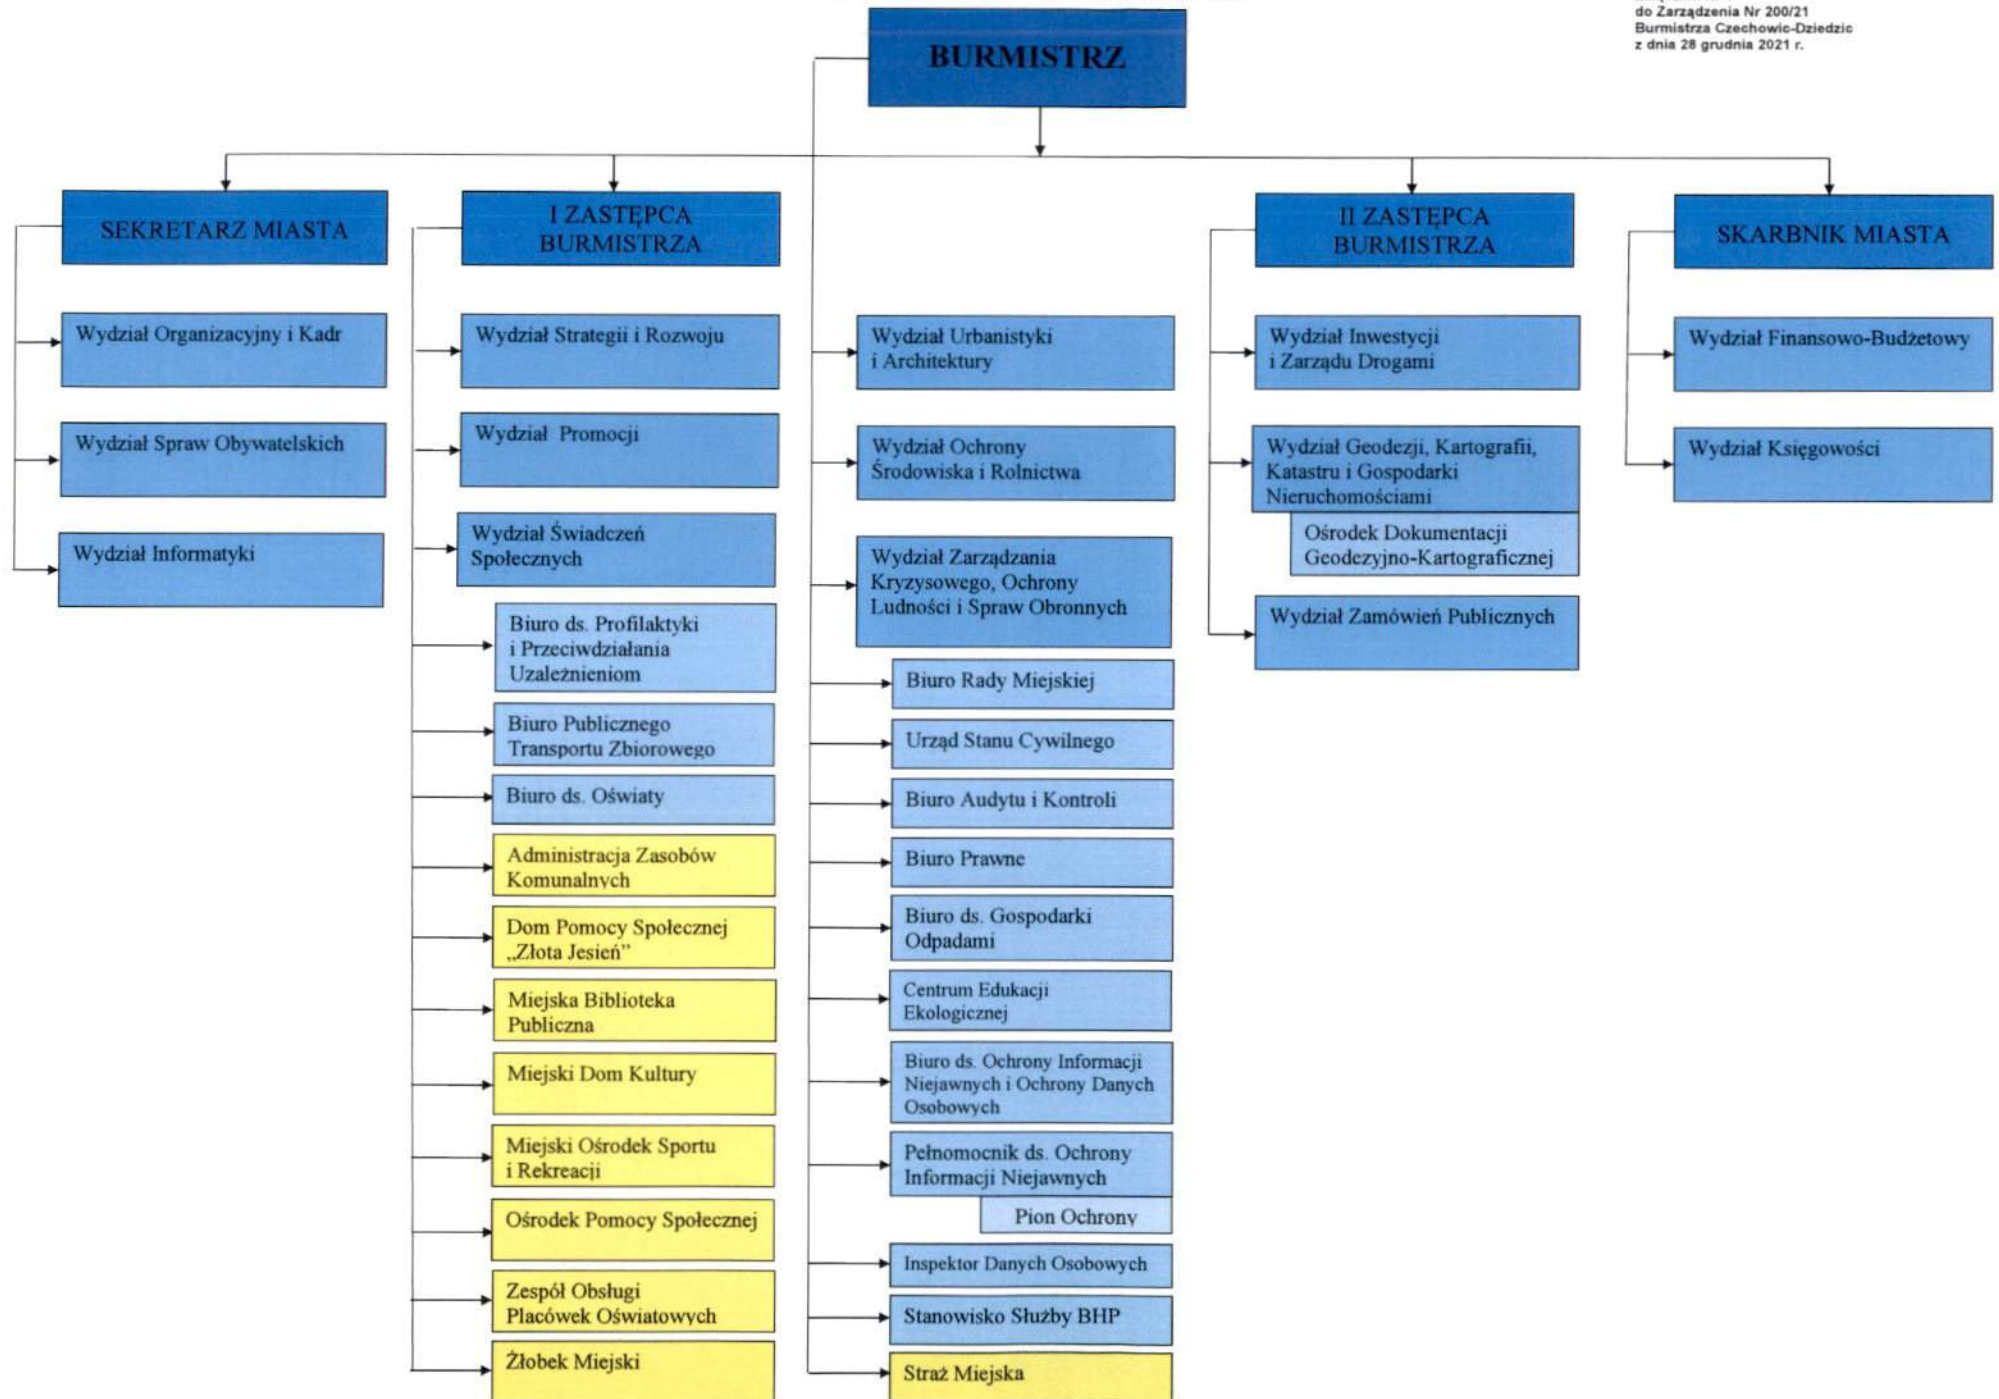 do Zarządzenia Nr 200/21
Burmistrza Czechowic-Dziedzic
z dnia 28 grudnia 2021 r.
BURMISTRZ
SEKRETARZ MIASTA
Wydział Organizacyjny i Kadr
Wydział Spraw Obywatelskich
Wydział Informatyki
I ZASTĘPCA
BURMISTRZA
Wydział Strategii i Rozwoju
Wydział Promocji
Wydział Świadczeń
Społecznych
Biuro ds. Profilaktyki
i Przeciwdziałania
Uzależnieniom
Biuro Publicznego
Transportu Zbiorowego
Biuro ds. Oświaty
Administracja Zasobów
Komunalnych
Dom Pomocy Społecznej
„Złota Jesień”
Miejska Biblioteka
Publiczna
Miejski Dom Kultury
Miejski Ośrodek Sportu
i Rekreacji
Ośrodek Pomocy Społecznej
Zespół Obsługi
Placówek Oświatowych
Żłobek Miejski
Wydział Urbanistyki
i Architektury
Wydział Ochrony
Środowiska i Rolnictwa
Wydział Zarządzania
Kryzysowego, Ochrony
Ludności i Spraw Obronnych
Biuro Rady Miejskiej
Urząd Stanu Cywilnego
Biuro Audytu i Kontroli
Biuro Prawne
Biuro ds. Gospodarki
Odpadami
Centrum Edukacji
Ekologicznej
Biuro ds. Ochrony Informacji
Niejawnych i Ochrony Danych
Osobowych
Pełnomocnik ds. Ochrony
Informacji Niejawnych
Pion Ochrony
Inspektor Danych Osobowych
Stanowisko Służby BHP
Straż Miejska
II ZASTĘPCA
BURMISTRZA
Wydział Inwestycji
i Zarządu Drogami
Wydział Geodezji, Kartografii,
Katastru i Gospodarki
Nieruchomościami
Ośrodek Dokumentacji
Geodezyjno-Kartograficznej
Wydział Zamówień Publicznych
SKARBNIK MIASTA
Wydział Finansowo-Budżetowy
Wydział Księgowości